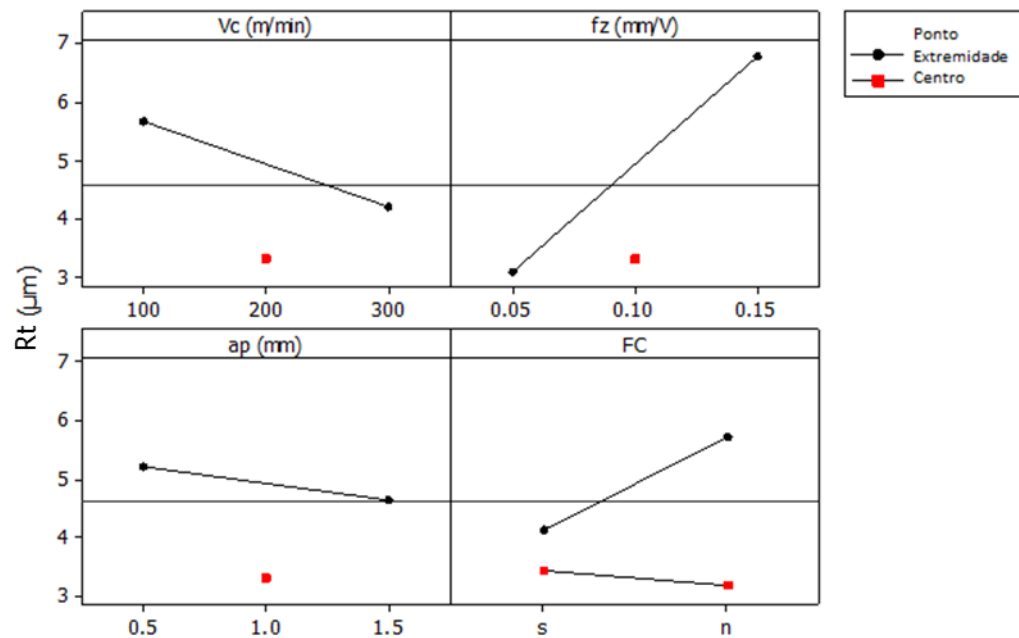 Vc (m/min)
fz (mm/V)
Ponto
Extremidade
Centro
7
6
5
4
3
100
200
300
0.05
0.10
0.15
Rt (µm)
ap (mm)
FC
7
6
5
4
3
0.5
1.0
1.5
s
n